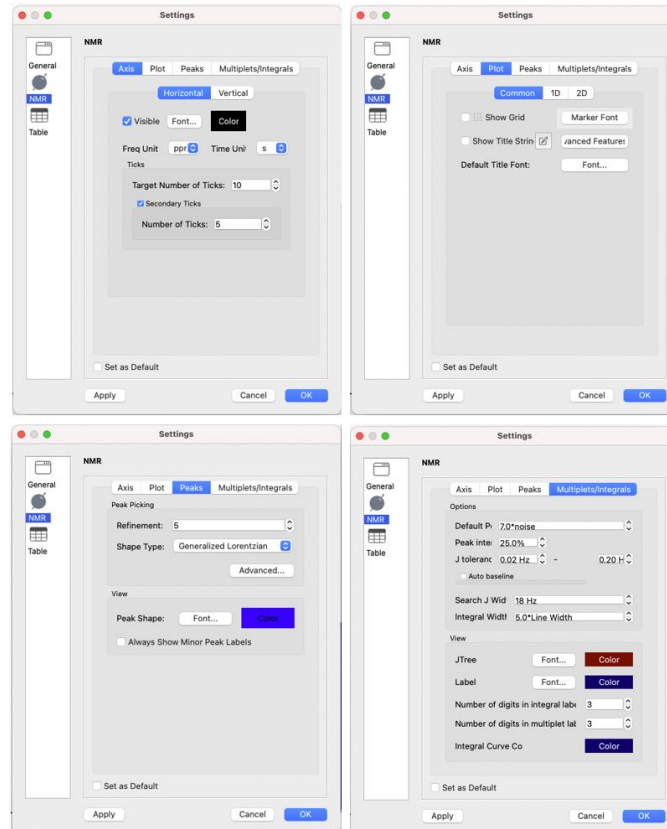 Settings
NMR
General
NMR
Table
Axis Plot Peaks Multiplets/Integrals
Horizontal Vertical
Visible Font... Color
Freq Unit ppr Time Uni s
Ticks
Target Number of Ticks: 10
Secondary Ticks
Number of Ticks: 5
Set as Default
Apply Cancel OK
Settings
NMR
General
NMR
Table
Axis Plot Peaks Multiplets/Integrals
Common 1D 2D
Show Grid Marker Font
Show Title Strin vanced Features
Default Title Font: Font...
Set as Default
Apply Cancel OK
Settings
NMR
General
NMR
Table
Axis Plot Peaks Multiplets/Integrals
Peak Picking
Refinement: 5
Shape Type: Generalized Lorentzian
Advanced...
View
Peak Shape: Font... Color
Always Show Minor Peak Labels
Set as Default
Apply Cancel OK
Settings
NMR
General
NMR
Table
Axis Plot Peaks Multiplets/Integrals
Options
Default P 7.0*noise
Peak inte 25.0%
J toleranc 0.02 Hz - 0.20 H
Auto baseline
Search J Wid 18 Hz
Integral Widtl 5.0*Line Width
View
JTree Font... Color
Label Font... Color
Number of digits in integral labe 3
Number of digits in multiplet lal 3
Integral Curve Co Color
Set as Default
Apply Cancel OK